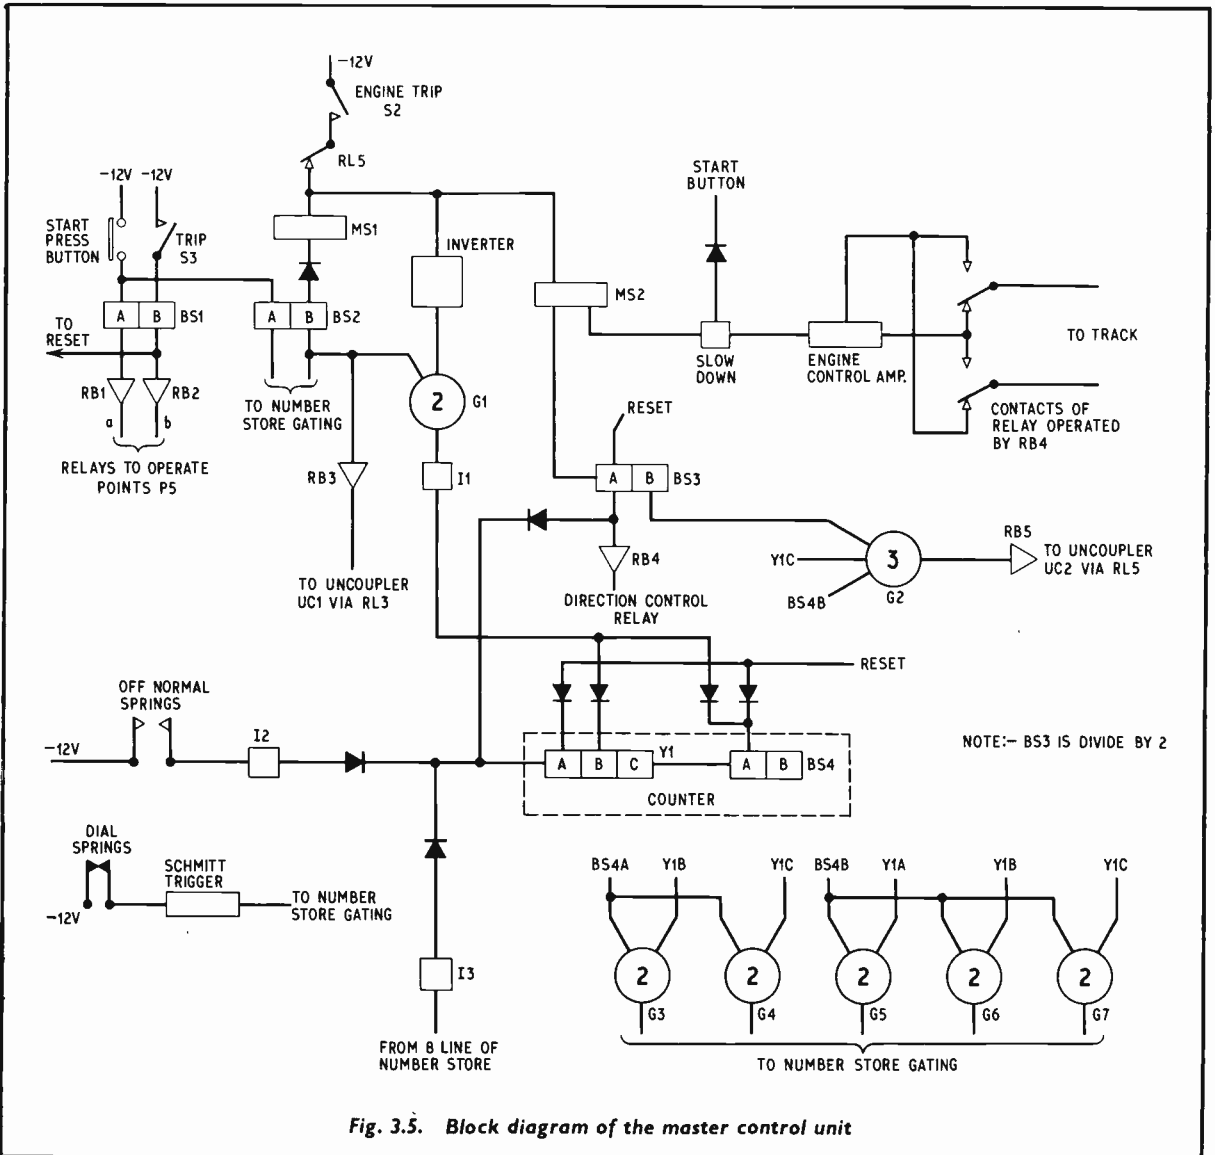 -12V
ENGINE TRIP
S2
RL5
-12V -12V
START
PRESS
BUTTON
TRIP
S3
MS1
INVERTER
START
BUTTON
MS2
A B BS1
A B BS2
TO
RESET
RB1
RB2
a b
RELAYS TO OPERATE
POINTS P5
TO NUMBER
STORE GATING
2 G1
SLOW
DOWN
ENGINE
CONTROL AMP.
TO TRACK
CONTACTS OF
RELAY OPERATED
BY RB4
RESET
RB3
I1
A B BS3
TO UNCOUPLER
UC1 VIA RL3
RB4
DIRECTION CONTROL
RELAY
Y1C
BS4B
3
G2
RB5
TO UNCOUPLER
UC2 VIA RL5
RESET
OFF NORMAL
SPRINGS
-12V
I2
A B C Y1
A B BS4
COUNTER
NOTE:- BS3 IS DIVIDE BY 2
DIAL
SPRINGS
-12V
SCHMITT
TRIGGER
TO NUMBER
STORE GATING
I3
FROM B LINE OF
NUMBER STORE
BS4A Y1B Y1C BS4B Y1A Y1B Y1C
2 2 2 2 2
G3 G4 G5 G6 G7
TO NUMBER STORE GATING
Fig. 3.5. Block diagram of the master control unit